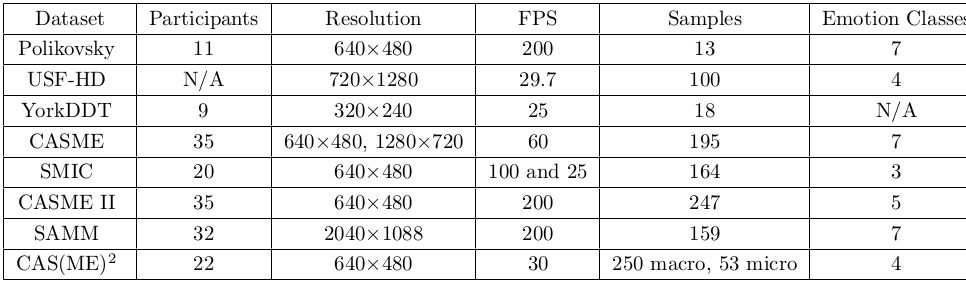 Dataset Participants Resolution FPS Samples Emotion Classes
Polikovsky 11 640×480 200 13 7
USF-HD N/A 720×1280 29.7 100 4
YorkDDT 9 320×240 25 18 N/A
CASME 35 640×480, 1280×720 60 195 7
SMIC 20 640×480 100 and 25 164 3
CASME II 35 640×480 200 247 5
SAMM 32 2040×1088 200 159 7
CAS(ME)² 22 640×480 30 250 macro, 53 micro 4